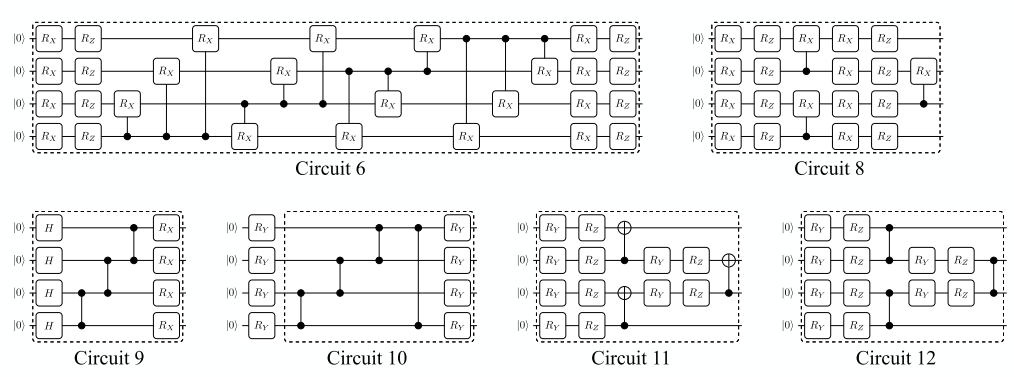 |0⟩ R_X R_Z R_X R_X R_X R_X R_Z
|0⟩ R_X R_Z R_X R_X R_X R_X R_Z
|0⟩ R_X R_Z R_X R_X R_X R_X R_Z
|0⟩ R_X R_Z R_X R_X R_X R_X R_Z
Circuit 6
|0⟩ R_X R_Z R_X R_X R_Z
|0⟩ R_X R_Z R_X R_Z R_X
|0⟩ R_X R_Z R_X R_X R_Z
|0⟩ R_X R_Z R_X R_Z
Circuit 8
|0⟩ H R_X
|0⟩ H R_X
|0⟩ H R_X
|0⟩ H R_X
Circuit 9
|0⟩ R_Y R_Y
|0⟩ R_Y R_Y
|0⟩ R_Y R_Y
|0⟩ R_Y R_Y
Circuit 10
|0⟩ R_Y R_Z
|0⟩ R_Y R_Z R_Y R_Z
|0⟩ R_Y R_Z R_Y R_Z
|0⟩ R_Y R_Z
Circuit 11
|0⟩ R_Y R_Z
|0⟩ R_Y R_Z R_Y R_Z
|0⟩ R_Y R_Z R_Y R_Z
|0⟩ R_Y R_Z
Circuit 12